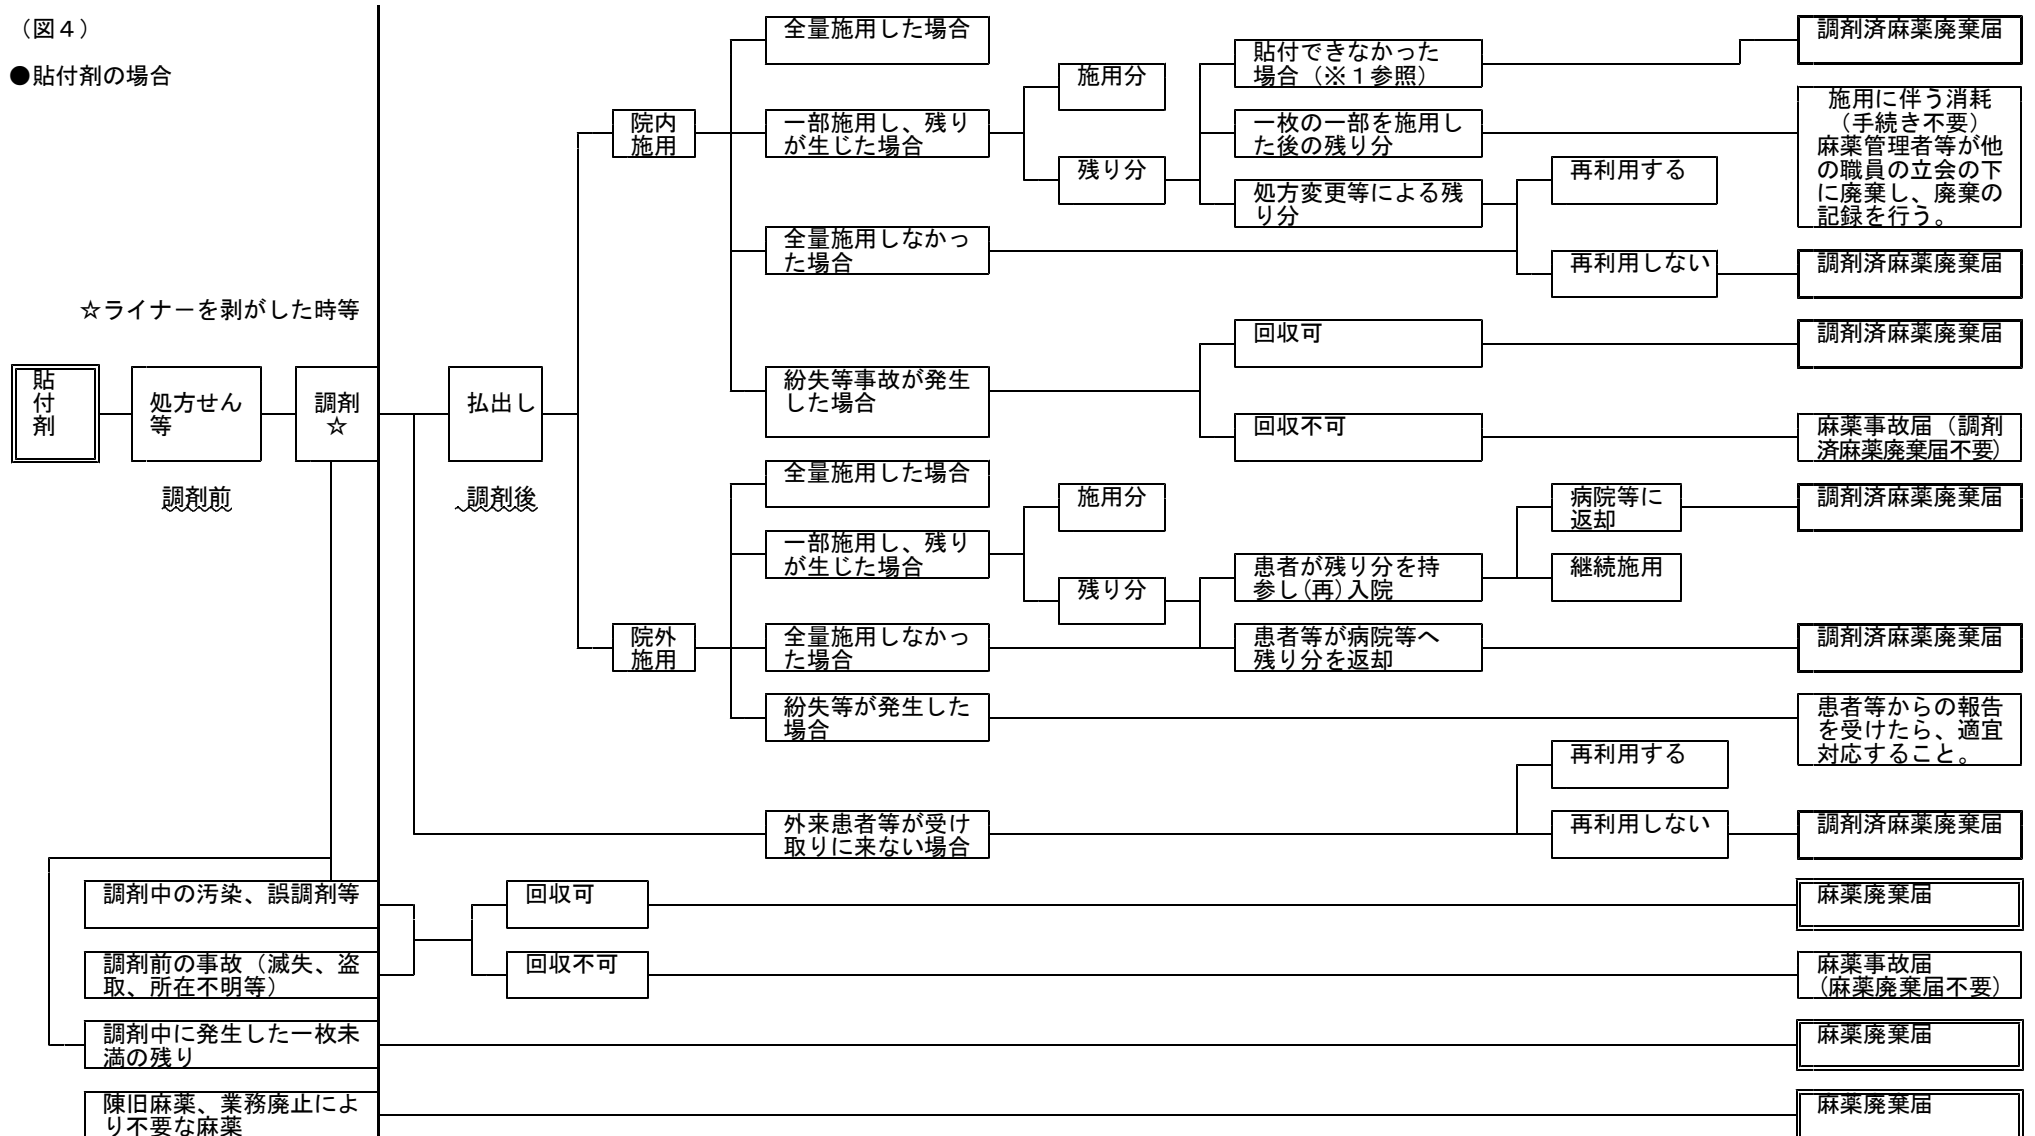 （図４）
●貼付剤の場合
☆ライナーを剥がした時等
貼
付
剤
処方せん
等
調剤
☆
調剤前
払出し
調剤後
院内
施用
全量施用した場合
一部施用し、残り
が生じた場合
施用分
残り分
貼付できなかった
場合（※１参照）
調剤済麻薬廃棄届
一枚の一部を施用し
た後の残り分
施用に伴う消耗
（手続き不要）
麻薬管理者等が他
の職員の立会の下
に廃棄し、廃棄の
記録を行う。
処方変更等による残
り分
再利用する
全量施用しなかっ
た場合
再利用しない
調剤済麻薬廃棄届
紛失等事故が発生
した場合
回収可
調剤済麻薬廃棄届
回収不可
麻薬事故届（調剤
済麻薬廃棄届不要）
院外
施用
全量施用した場合
一部施用し、残り
が生じた場合
施用分
残り分
患者が残り分を持
参し(再)入院
病院等に
返却
調剤済麻薬廃棄届
継続施用
全量施用しなかっ
た場合
患者等が病院等へ
残り分を返却
調剤済麻薬廃棄届
紛失等が発生した
場合
患者等からの報告
を受けたら、適宜
対応すること。
外来患者等が受け
取りに来ない場合
再利用する
再利用しない
調剤済麻薬廃棄届
調剤中の汚染、誤調剤等
回収可
麻薬廃棄届
調剤前の事故（滅失、盗
取、所在不明等）
回収不可
麻薬事故届
（麻薬廃棄届不要）
調剤中に発生した一枚未
満の残り
麻薬廃棄届
陳旧麻薬、業務廃止によ
り不要な麻薬
麻薬廃棄届